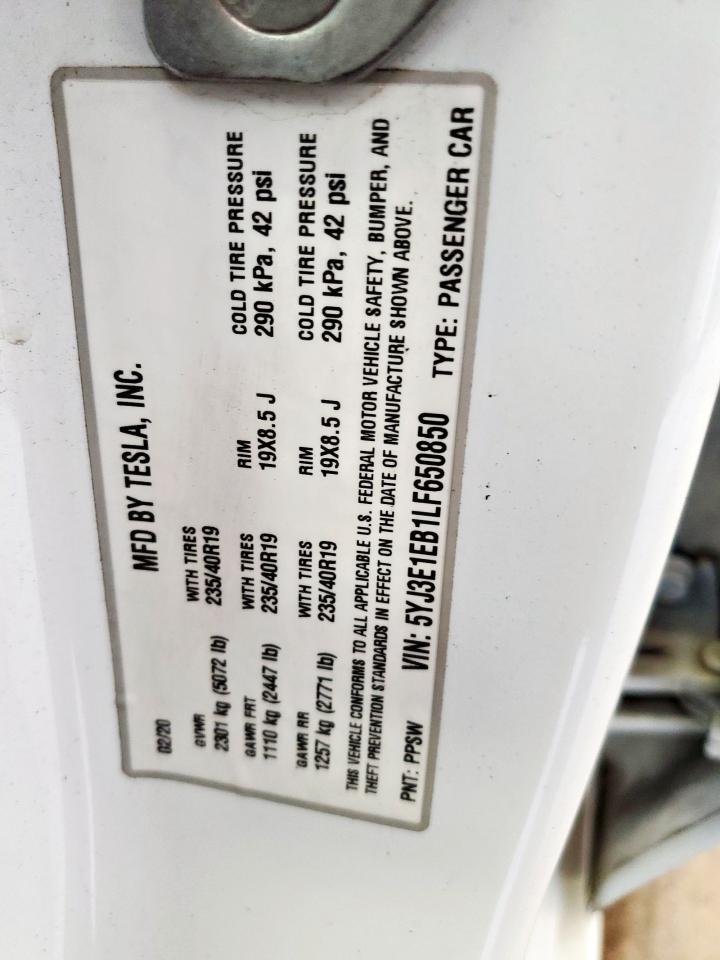 MFD BY TESLA, INC.
02/20
GVWR WITH TIRES RIM COLD TIRE PRESSURE
2301 kg (5072 lb) 235/40R19
GAWR FRT WITH TIRES RIM COLD TIRE PRESSURE
1110 kg (2447 lb) 235/40R19 19X8.5 J 290 kPa, 42 psi
GAWR RR WITH TIRES RIM COLD TIRE PRESSURE
1257 kg (2771 lb) 235/40R19 19X8.5 J 290 kPa, 42 psi
THIS VEHICLE CONFORMS TO ALL APPLICABLE U.S. FEDERAL MOTOR VEHICLE SAFETY, BUMPER, AND
THEFT PREVENTION STANDARDS IN EFFECT ON THE DATE OF MANUFACTURE SHOWN ABOVE.
PNT: PPSW VIN: 5YJ3E1EB1LF650850 TYPE: PASSENGER CAR